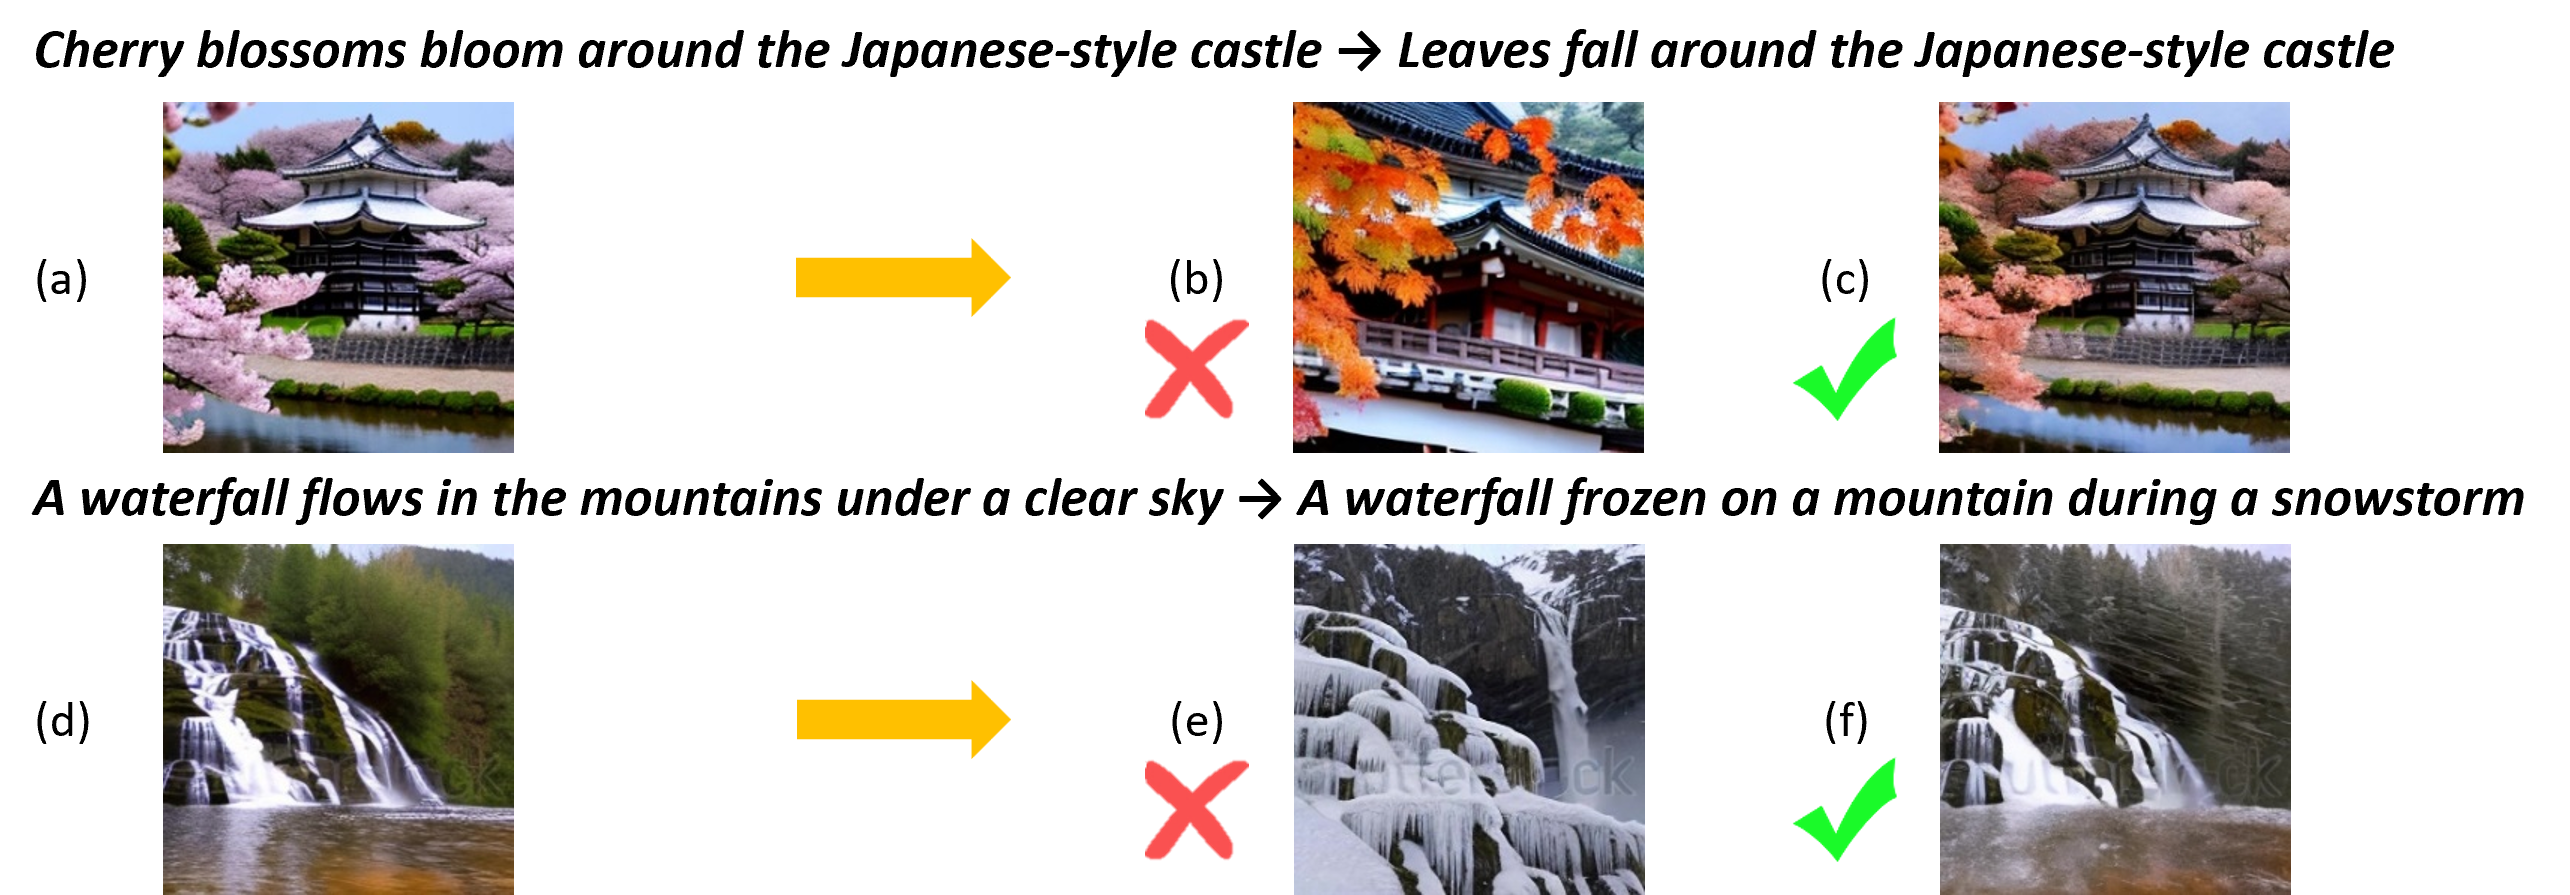 Cherry blossoms bloom around the Japanese-style castle → Leaves fall around the Japanese-style castle
(a)
(b)
(c)
A waterfall flows in the mountains under a clear sky → A waterfall frozen on a mountain during a snowstorm
(d)
(e)
(f)